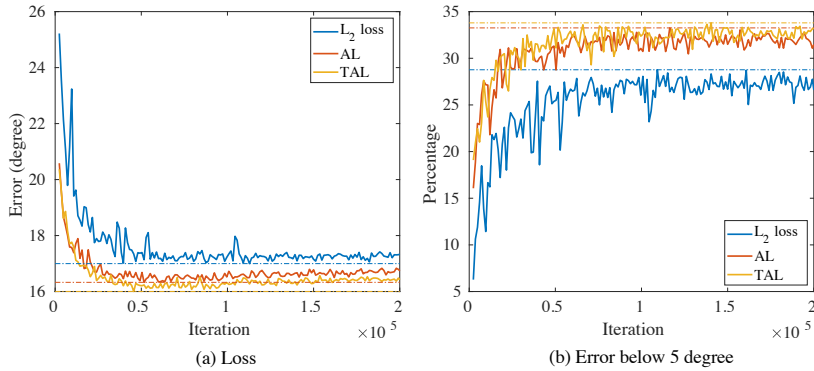 26
24
22
20
18
16
Error (degree)
0
0.5
1
1.5
2
×10 5
Iteration
L2 loss
AL
TAL
(a) Loss
35
30
25
20
15
10
5
Percentage
0
0.5
1
1.5
2
×10 5
Iteration
L2 loss
AL
TAL
(b) Error below 5 degree